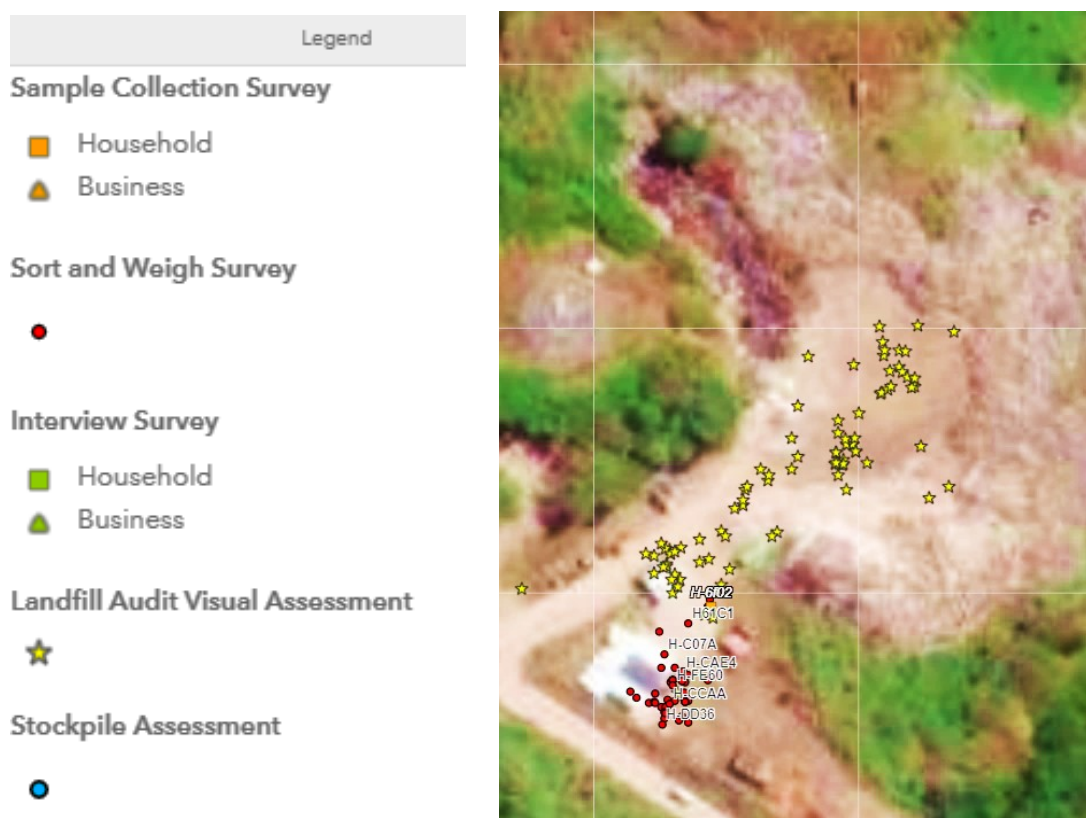 Legend
Sample Collection Survey
Household
Business
Sort and Weigh Survey
Interview Survey
Household
Business
Landfill Audit Visual Assessment
Stockpile Assessment
H61C1
H-C07A
H-CAE4
H-FE60
H-CCAA
H-DD36